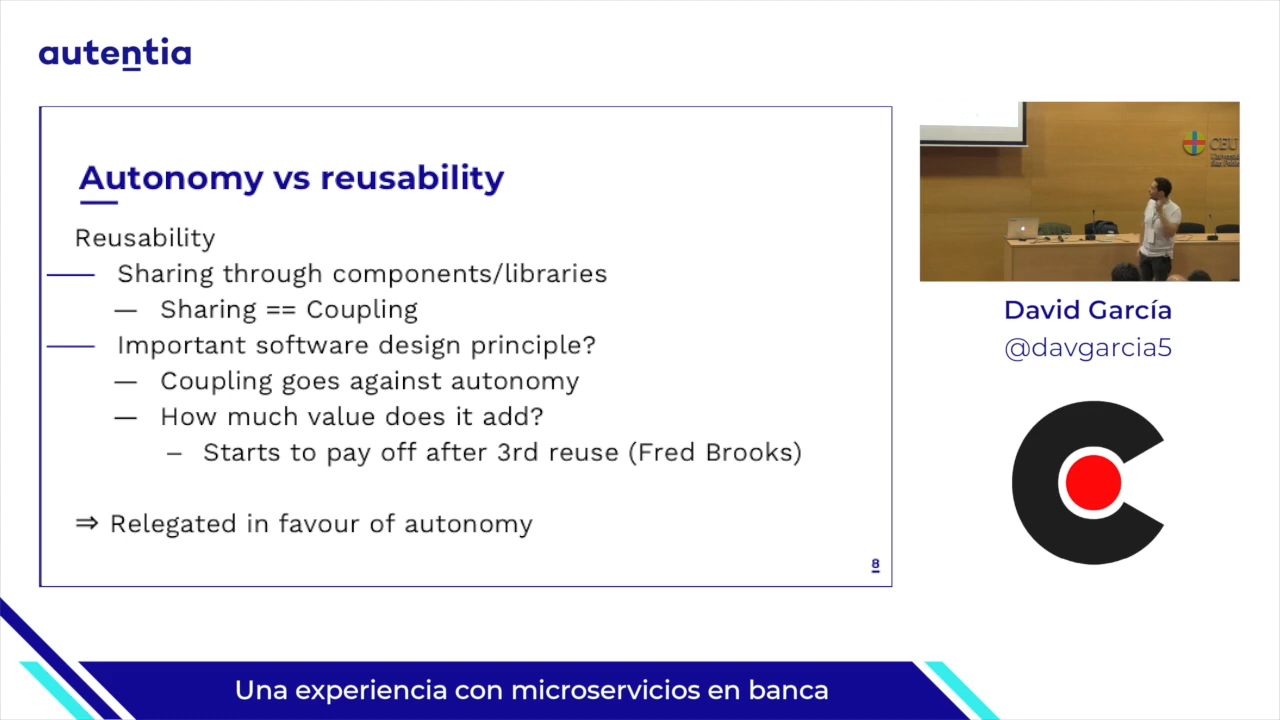 autentia
Autonomy vs reusability
Reusability
Sharing through components/libraries
— Sharing == Coupling
Important software design principle?
— Coupling goes against autonomy
— How much value does it add?
– Starts to pay off after 3rd reuse (Fred Brooks)
⇒ Relegated in favour of autonomy
8
CEU
David García
@davgarcia5
Una experiencia con microservicios en banca